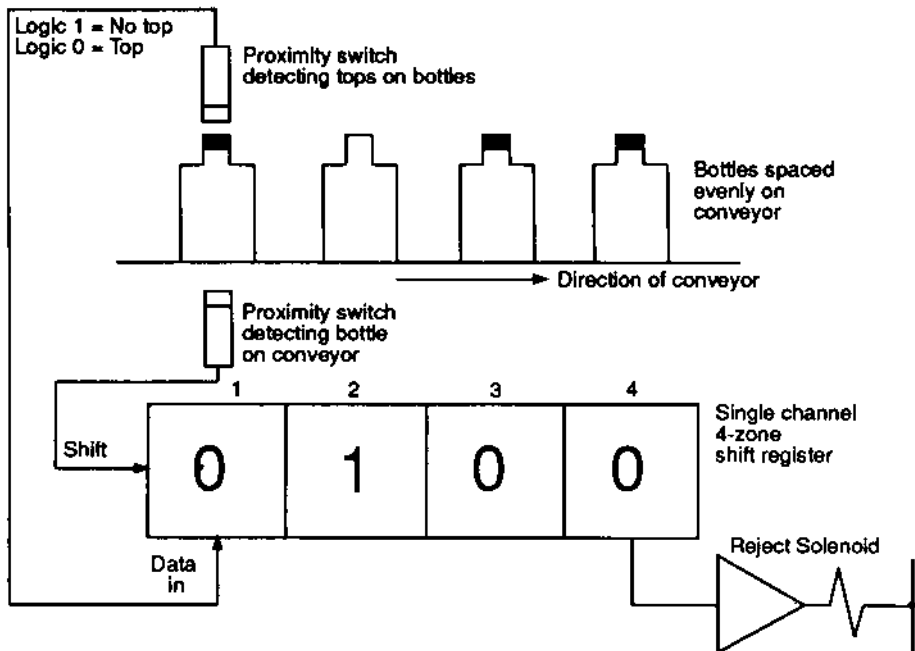 Logic 1 = No top
Logic 0 = Top
Proximity switch
detecting tops on bottles
Bottles spaced
evenly on
conveyor
Direction of conveyor
Proximity switch
detecting bottle
on conveyor
1 2 3 4
Shift
0 1 0 0
Single channel
4-zone
shift register
Data
in
Reject Solenoid